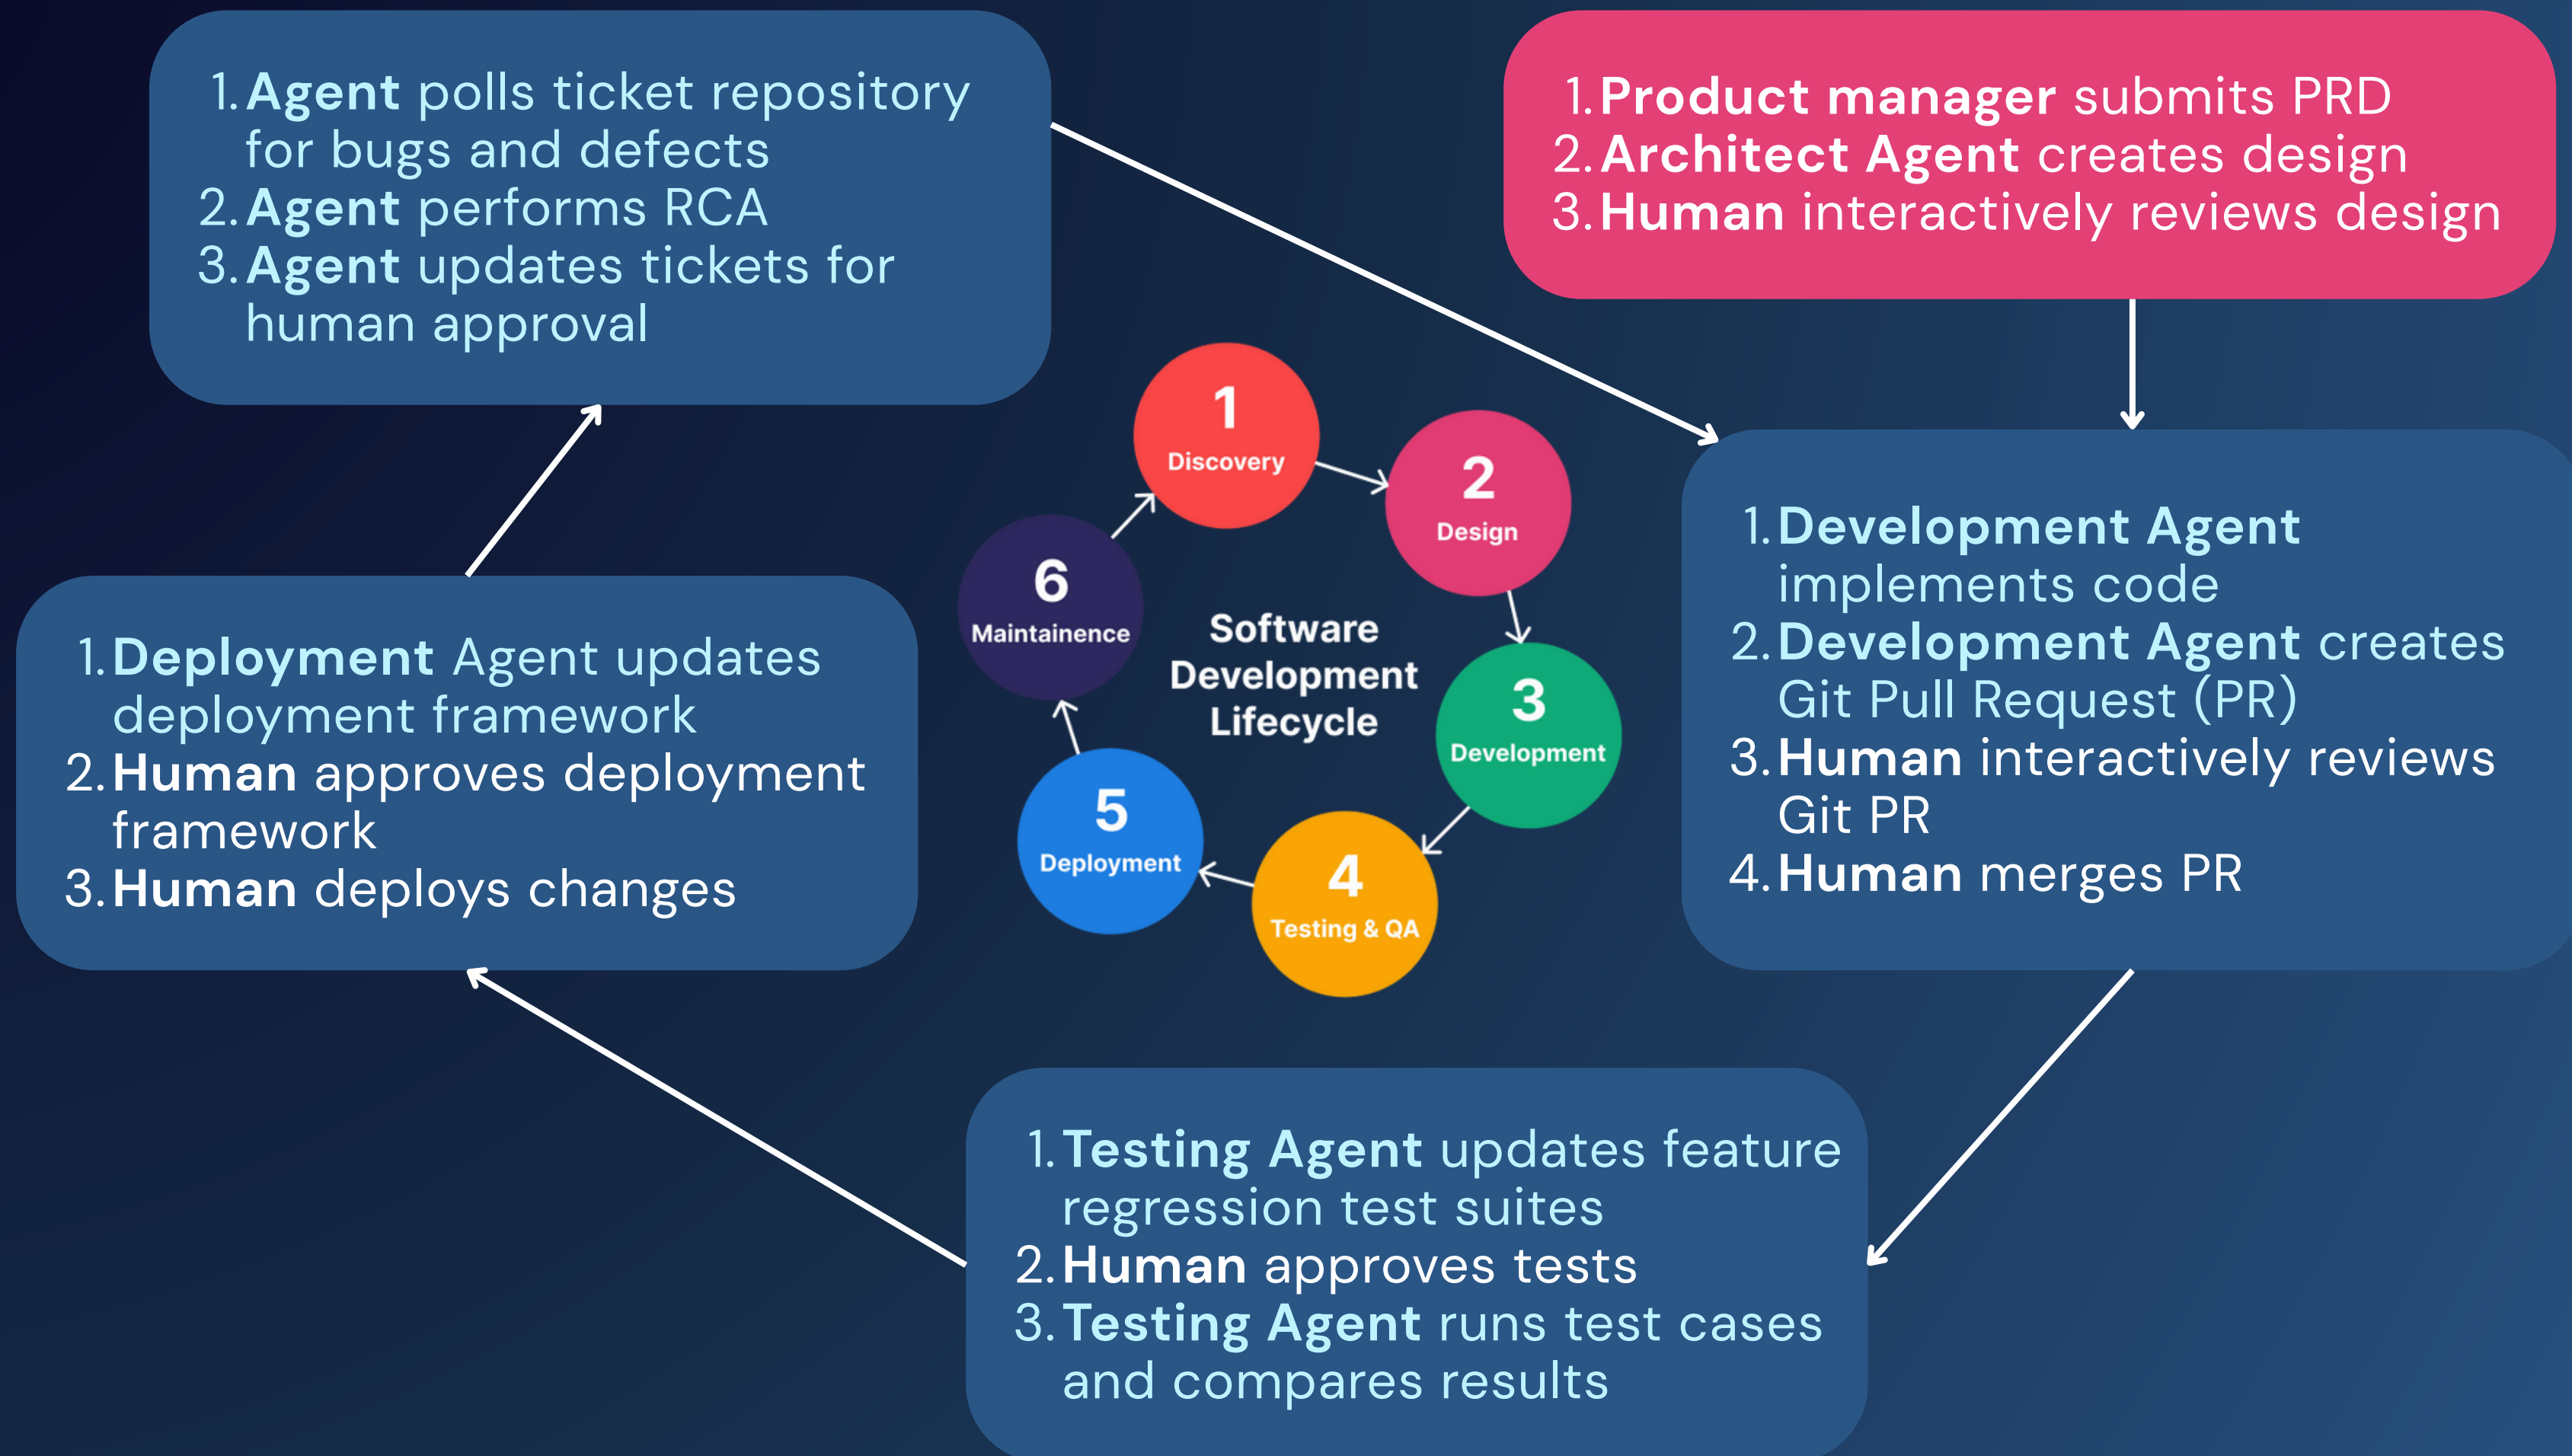 1. Agent polls ticket repository
for bugs and defects
2. Agent performs RCA
3. Agent updates tickets for
human approval
1. Product manager submits PRD
2. Architect Agent creates design
3. Human interactively reviews design
1
Discovery
2
Design
3
Development
4
Testing & QA
5
Deployment
6
Maintainence
Software
Development
Lifecycle
1. Development Agent
implements code
2. Development Agent creates
Git Pull Request (PR)
3. Human interactively reviews
Git PR
4. Human merges PR
1. Deployment Agent updates
deployment framework
2. Human approves deployment
framework
3. Human deploys changes
1. Testing Agent updates feature
regression test suites
2. Human approves tests
3. Testing Agent runs test cases
and compares results